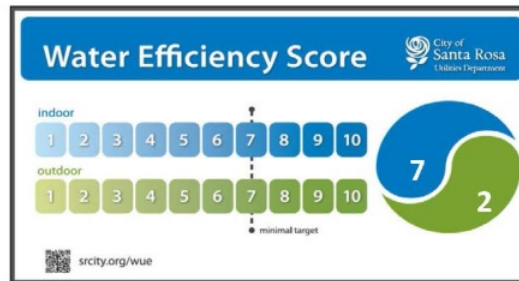 Water Efficiency Score
City of
Santa Rosa
Utilities Department
indoor
1 2 3 4 5 6 7 8 9 10
outdoor
1 2 3 4 5 6 7 8 9 10
minimal target
7
2
srcity.org/wue